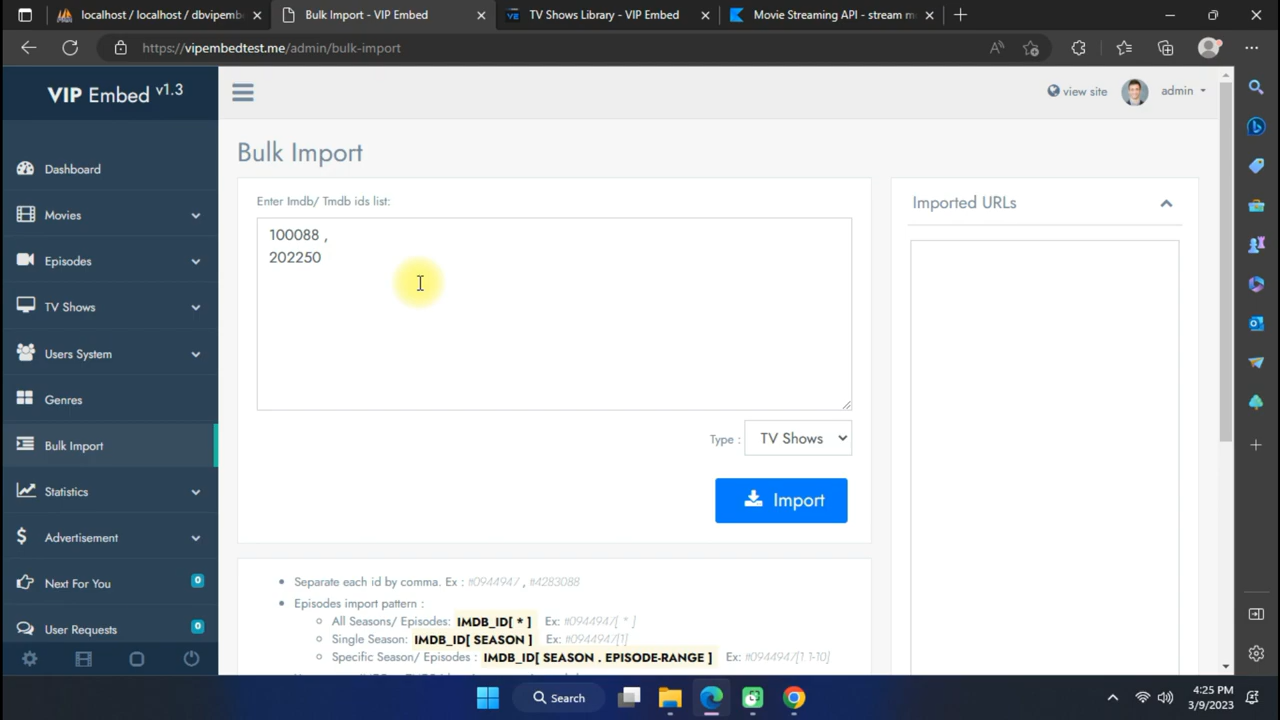 localhost / localhost / dbvipemb
Bulk Import - VIP Embed
TV Shows Library - VIP Embed
Movie Streaming API - stream m
https://vipembedtest.me/admin/bulk-import
VIP Embed v1.3
view site
admin
Dashboard
Movies
Episodes
TV Shows
Users System
Genres
Bulk Import
Statistics
Advertisement
Next For You 0
User Requests 0
Bulk Import
Enter Imdb/ Tmdb ids list:
100088 ,
202250
Type :
TV Shows
Import
Imported URLs
Separate each id by comma. Ex : #094494/ , #4283088
Episodes import pattern :
All Seasons/ Episodes: IMDB_ID[ * ] Ex: #094494/[ * ]
Single Season: IMDB_ID[ SEASON ] Ex: #094494/[1]
Specific Season/ Episodes : IMDB_ID[ SEASON . EPISODE-RANGE ] Ex: #094494/[1 1-10]
Search
4:25 PM
3/9/2023